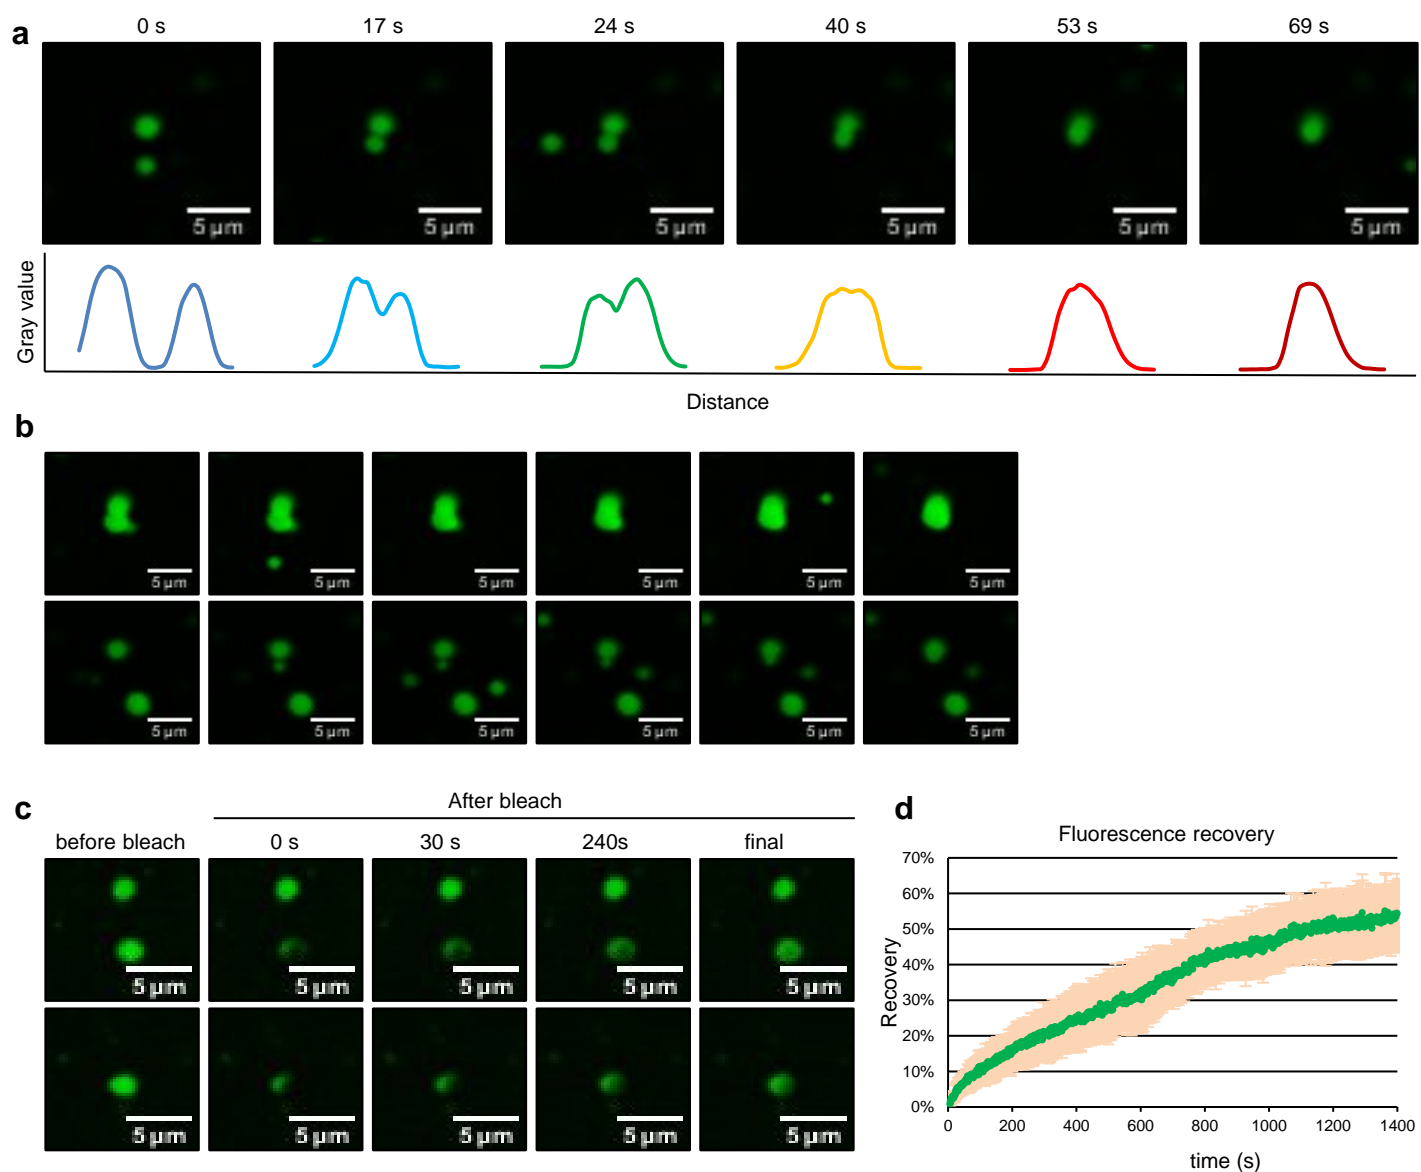 a
0 s 17 s 24 s 40 s 53 s 69 s
5 µm 5 µm 5 µm 5 µm 5 µm 5 µm
Gray value
Distance
b
5 µm 5 µm 5 µm 5 µm 5 µm 5 µm
5 µm 5 µm 5 µm 5 µm 5 µm 5 µm
c
After bleach
before bleach 0 s 30 s 240s final
5 µm 5 µm 5 µm 5 µm 5 µm
5 µm 5 µm 5 µm 5 µm 5 µm
d
Fluorescence recovery
70%
60%
50%
40%
30%
20%
10%
0%
Recovery
0 200 400 600 800 1000 1200 1400
time (s)